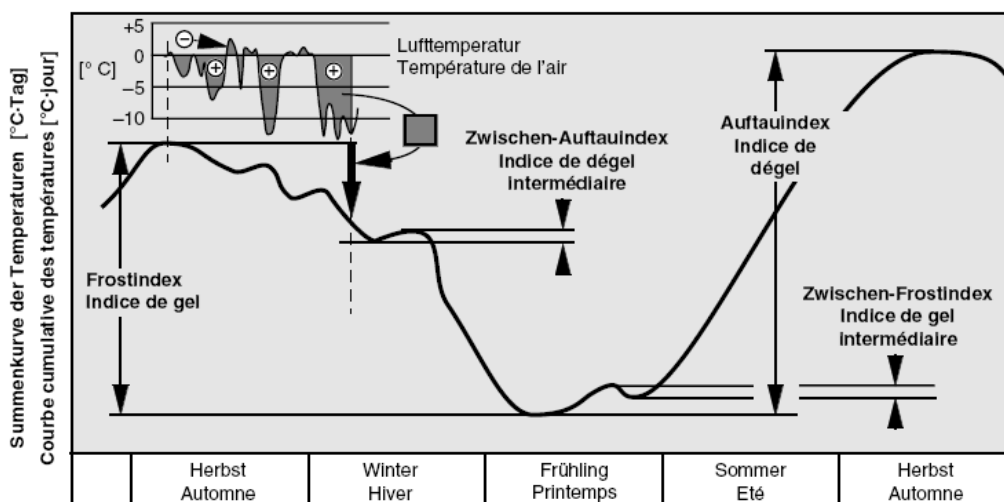 Summenkurve der Temperaturen [°C·Tag]
Courbe cumulative des températures [°C·jour]
[° C]
+5
0
−5
−10
−
+
+
+
Lufttemperatur
Température de l'air
Zwischen-Auftauindex
Indice de dégel
intermédiaire
Auftauindex
Indice de
dégel
Frostindex
Indice de gel
Zwischen-Frostindex
Indice de gel
intermédiaire
Herbst
Automne
Winter
Hiver
Frühling
Printemps
Sommer
Eté
Herbst
Automne